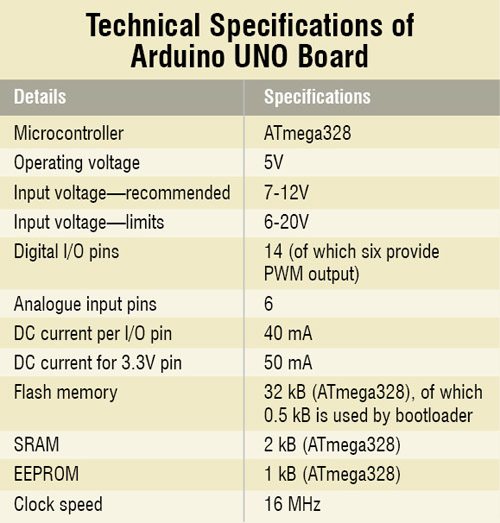 Technical Specifications of
Arduino UNO Board
Details Specifications
Microcontroller ATmega328
Operating voltage 5V
Input voltage—recommended 7-12V
Input voltage—limits 6-20V
Digital I/O pins 14 (of which six provide
PWM output)
Analogue input pins 6
DC current per I/O pin 40 mA
DC current for 3.3V pin 50 mA
Flash memory 32 kB (ATmega328), of which
0.5 kB is used by bootloader
SRAM 2 kB (ATmega328)
EEPROM 1 kB (ATmega328)
Clock speed 16 MHz